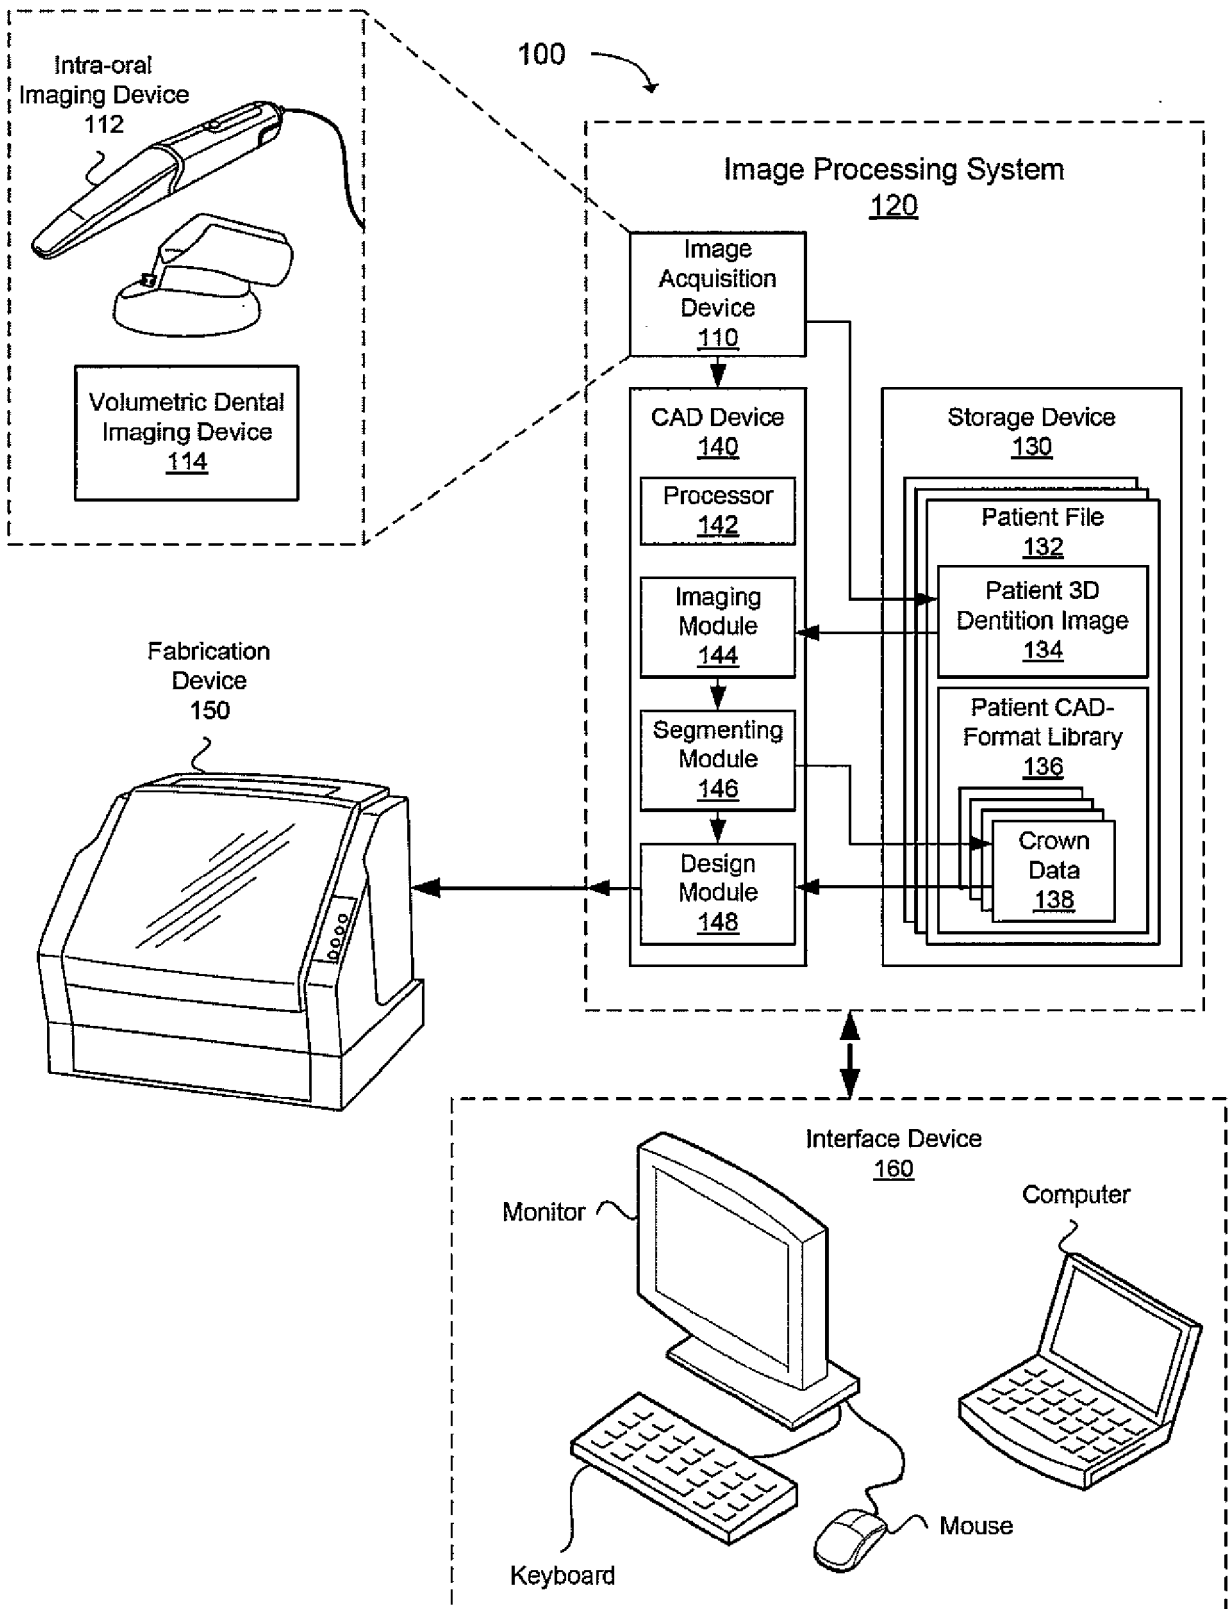 100
Intra-oral
Imaging Device
112
Volumetric Dental
Imaging Device
114
Image Processing System
120
Image
Acquisition
Device
110
CAD Device
140
Processor
142
Imaging
Module
144
Segmenting
Module
146
Design
Module
148
Storage Device
130
Patient File
132
Patient 3D
Dentition Image
134
Patient CAD-
Format Library
136
Crown
Data
138
Fabrication
Device
150
Interface Device
160
Monitor
Computer
Mouse
Keyboard